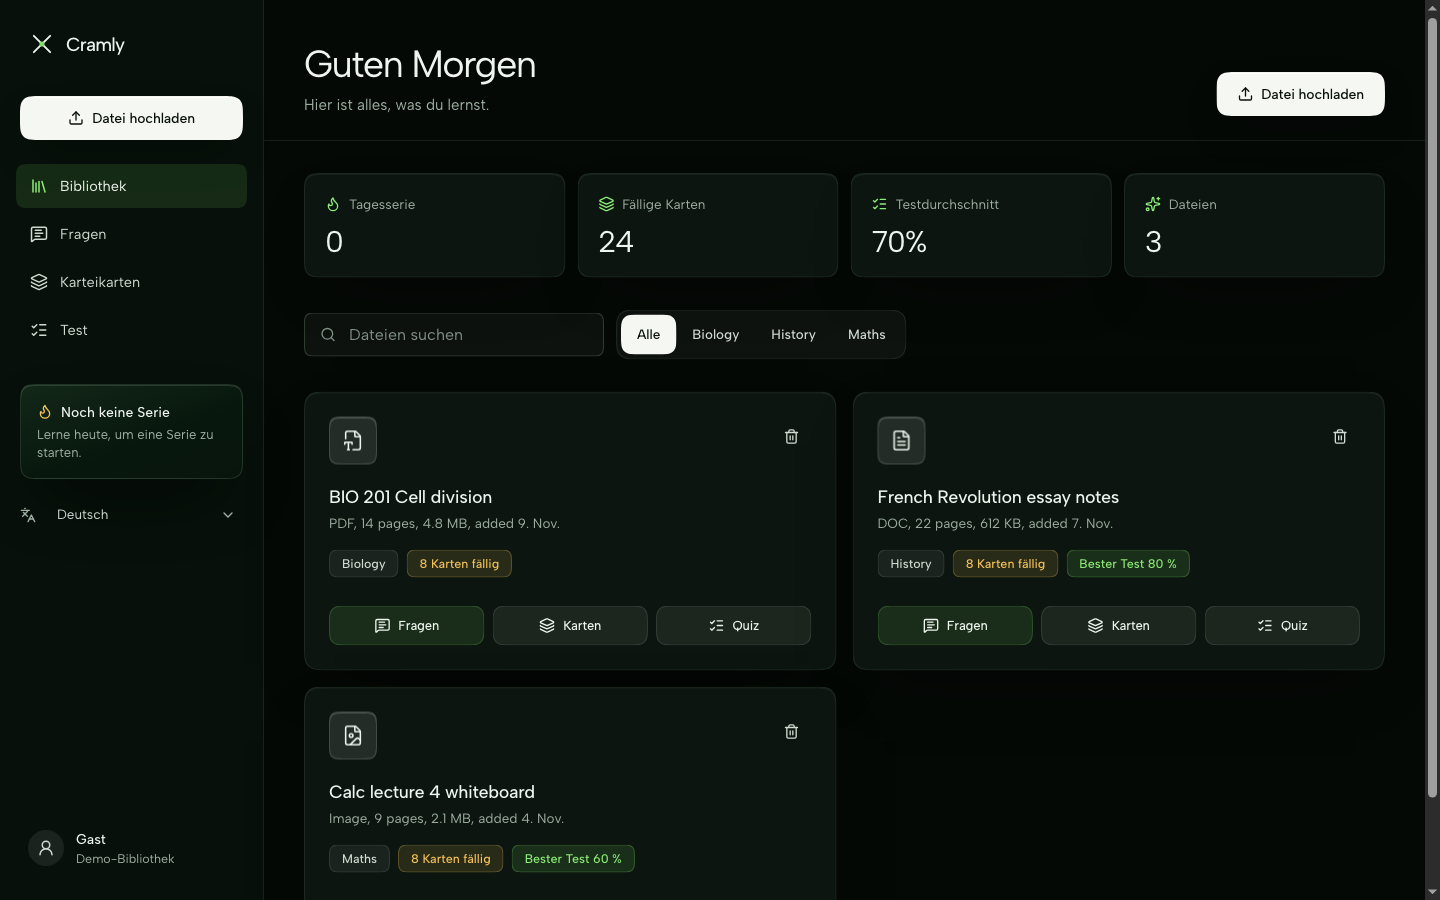 Cramly
Datei hochladen
Bibliothek
Fragen
Karteikarten
Test
Noch keine Serie
Lerne heute, um eine Serie zu
starten.
Deutsch
Gast
Demo-Bibliothek
Guten Morgen
Hier ist alles, was du lernst.
Datei hochladen
Tagesserie
0
Fällige Karten
24
Testdurchschnitt
70%
Dateien
3
Dateien suchen
Alle
Biology
History
Maths
BIO 201 Cell division
PDF, 14 pages, 4.8 MB, added 9. Nov.
Biology
8 Karten fällig
Fragen
Karten
Quiz
French Revolution essay notes
DOC, 22 pages, 612 KB, added 7. Nov.
History
8 Karten fällig
Bester Test 80 %
Fragen
Karten
Quiz
Calc lecture 4 whiteboard
Image, 9 pages, 2.1 MB, added 4. Nov.
Maths
8 Karten fällig
Bester Test 60 %